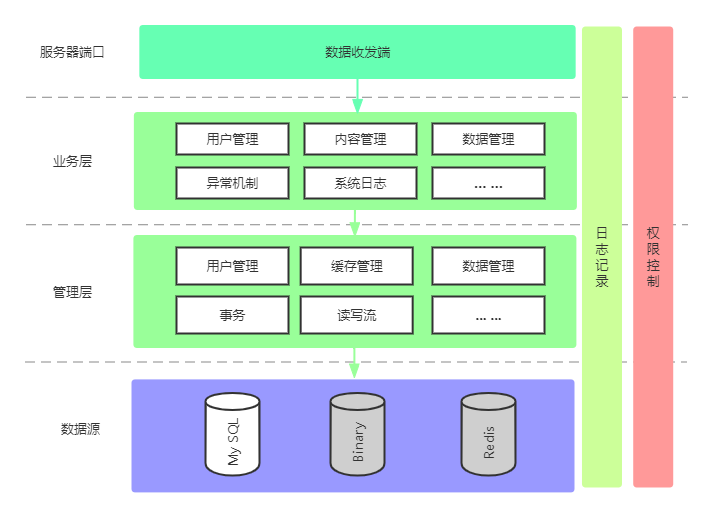 服务器端口
数据收发端
业务层
用户管理
内容管理
数据管理
异常机制
系统日志
... ...
管理层
用户管理
缓存管理
数据管理
事务
读写流
... ...
数据源
My SQL
Binary
Redis
日志记录
权限控制